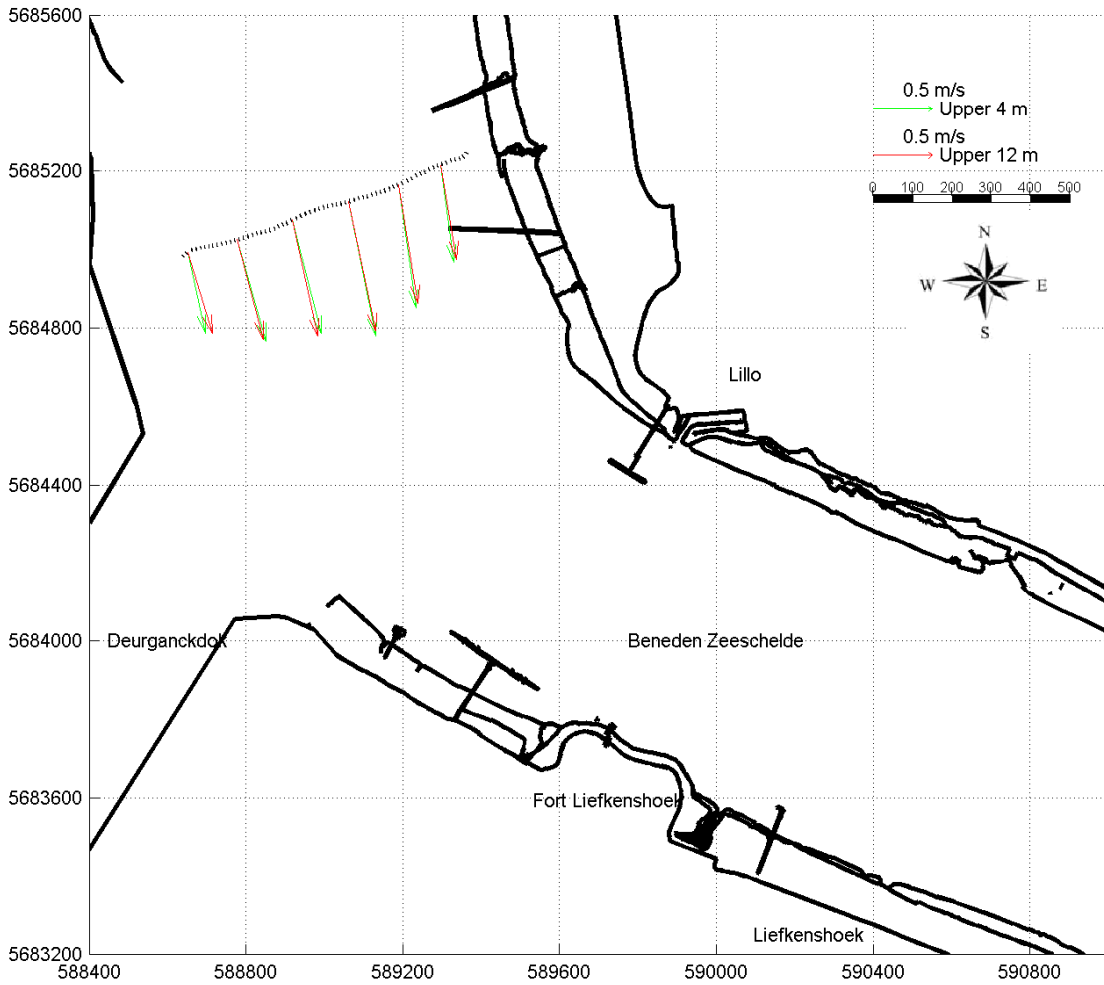 5685600
5685200
5684800
5684400
5684000
5683600
5683200
588400 588800 589200 589600 590000 590400 590800
0.5 m/s
Upper 4 m
0.5 m/s
Upper 12 m
0 100 200 300 400 500
N
W E
S
Lillo
Deurganckdok
Beneden Zeeschelde
Fort Liefkenshoek
Liefkenshoek